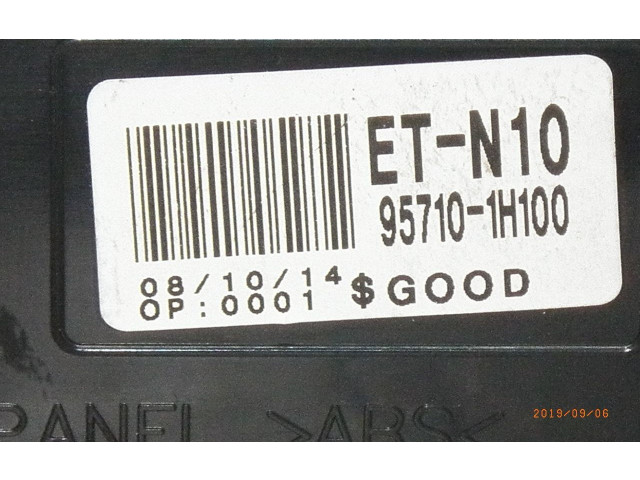 ET-N10
95710-1H100
08/10/14 $GOOD
OP:0001
PANEL >ABS<
2019/09/06